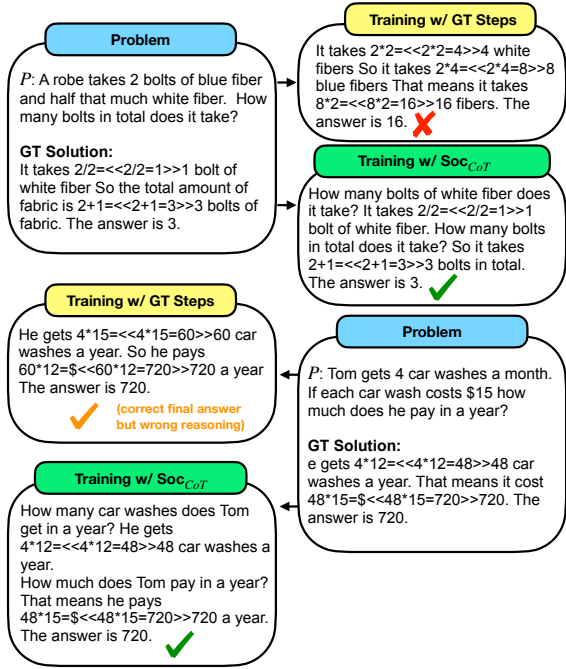 Problem
P: A robe takes 2 bolts of blue fiber
and half that much white fiber. How
many bolts in total does it take?
GT Solution:
It takes 2/2=<<2/2=1>>1 bolt of
white fiber So the total amount of
fabric is 2+1=<<2+1=3>>3 bolts of
fabric. The answer is 3.
Training w/ GT Steps
It takes 2*2=<<2*2=4>>4 white
fibers So it takes 2*4=<<2*4=8>>8
blue fibers That means it takes
8*2=<<8*2=16>>16 fibers. The
answer is 16.
Training w/ SocCoT
How many bolts of white fiber does
it take? It takes 2/2=<<2/2=1>>1
bolt of white fiber. How many bolts
in total does it take? So it takes
2+1=<<2+1=3>>3 bolts in total.
The answer is 3.
Training w/ GT Steps
He gets 4*15=<<4*15=60>>60 car
washes a year. So he pays
60*12=$<<60*12=720>>720 a year
The answer is 720.
(correct final answer
but wrong reasoning)
Problem
P: Tom gets 4 car washes a month.
If each car wash costs $15 how
much does he pay in a year?
GT Solution:
e gets 4*12=<<4*12=48>>48 car
washes a year. That means it cost
48*15=$<<48*15=720>>720. The
answer is 720.
Training w/ SocCoT
How many car washes does Tom
get in a year? He gets
4*12=<<4*12=48>>48 car washes a
year.
How much does Tom pay in a year?
That means he pays
48*15=$<<48*15=720>>720 a year.
The answer is 720.